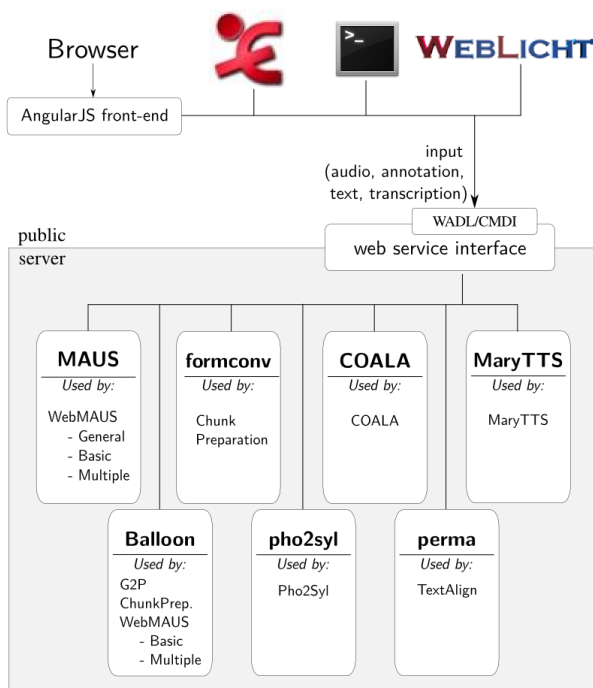 Browser
>_
WEBLICHT
AngularJS front-end
input
(audio, annotation,
text, transcription)
WADL/CMDI
web service interface
public
server
MAUS
Used by:
WebMAUS
- General
- Basic
- Multiple
formconv
Used by:
Chunk
Preparation
COALA
Used by:
COALA
MaryTTS
Used by:
MaryTTS
Balloon
Used by:
G2P
ChunkPrep.
WebMAUS
- Basic
- Multiple
pho2syl
Used by:
Pho2Syl
perma
Used by:
TextAlign